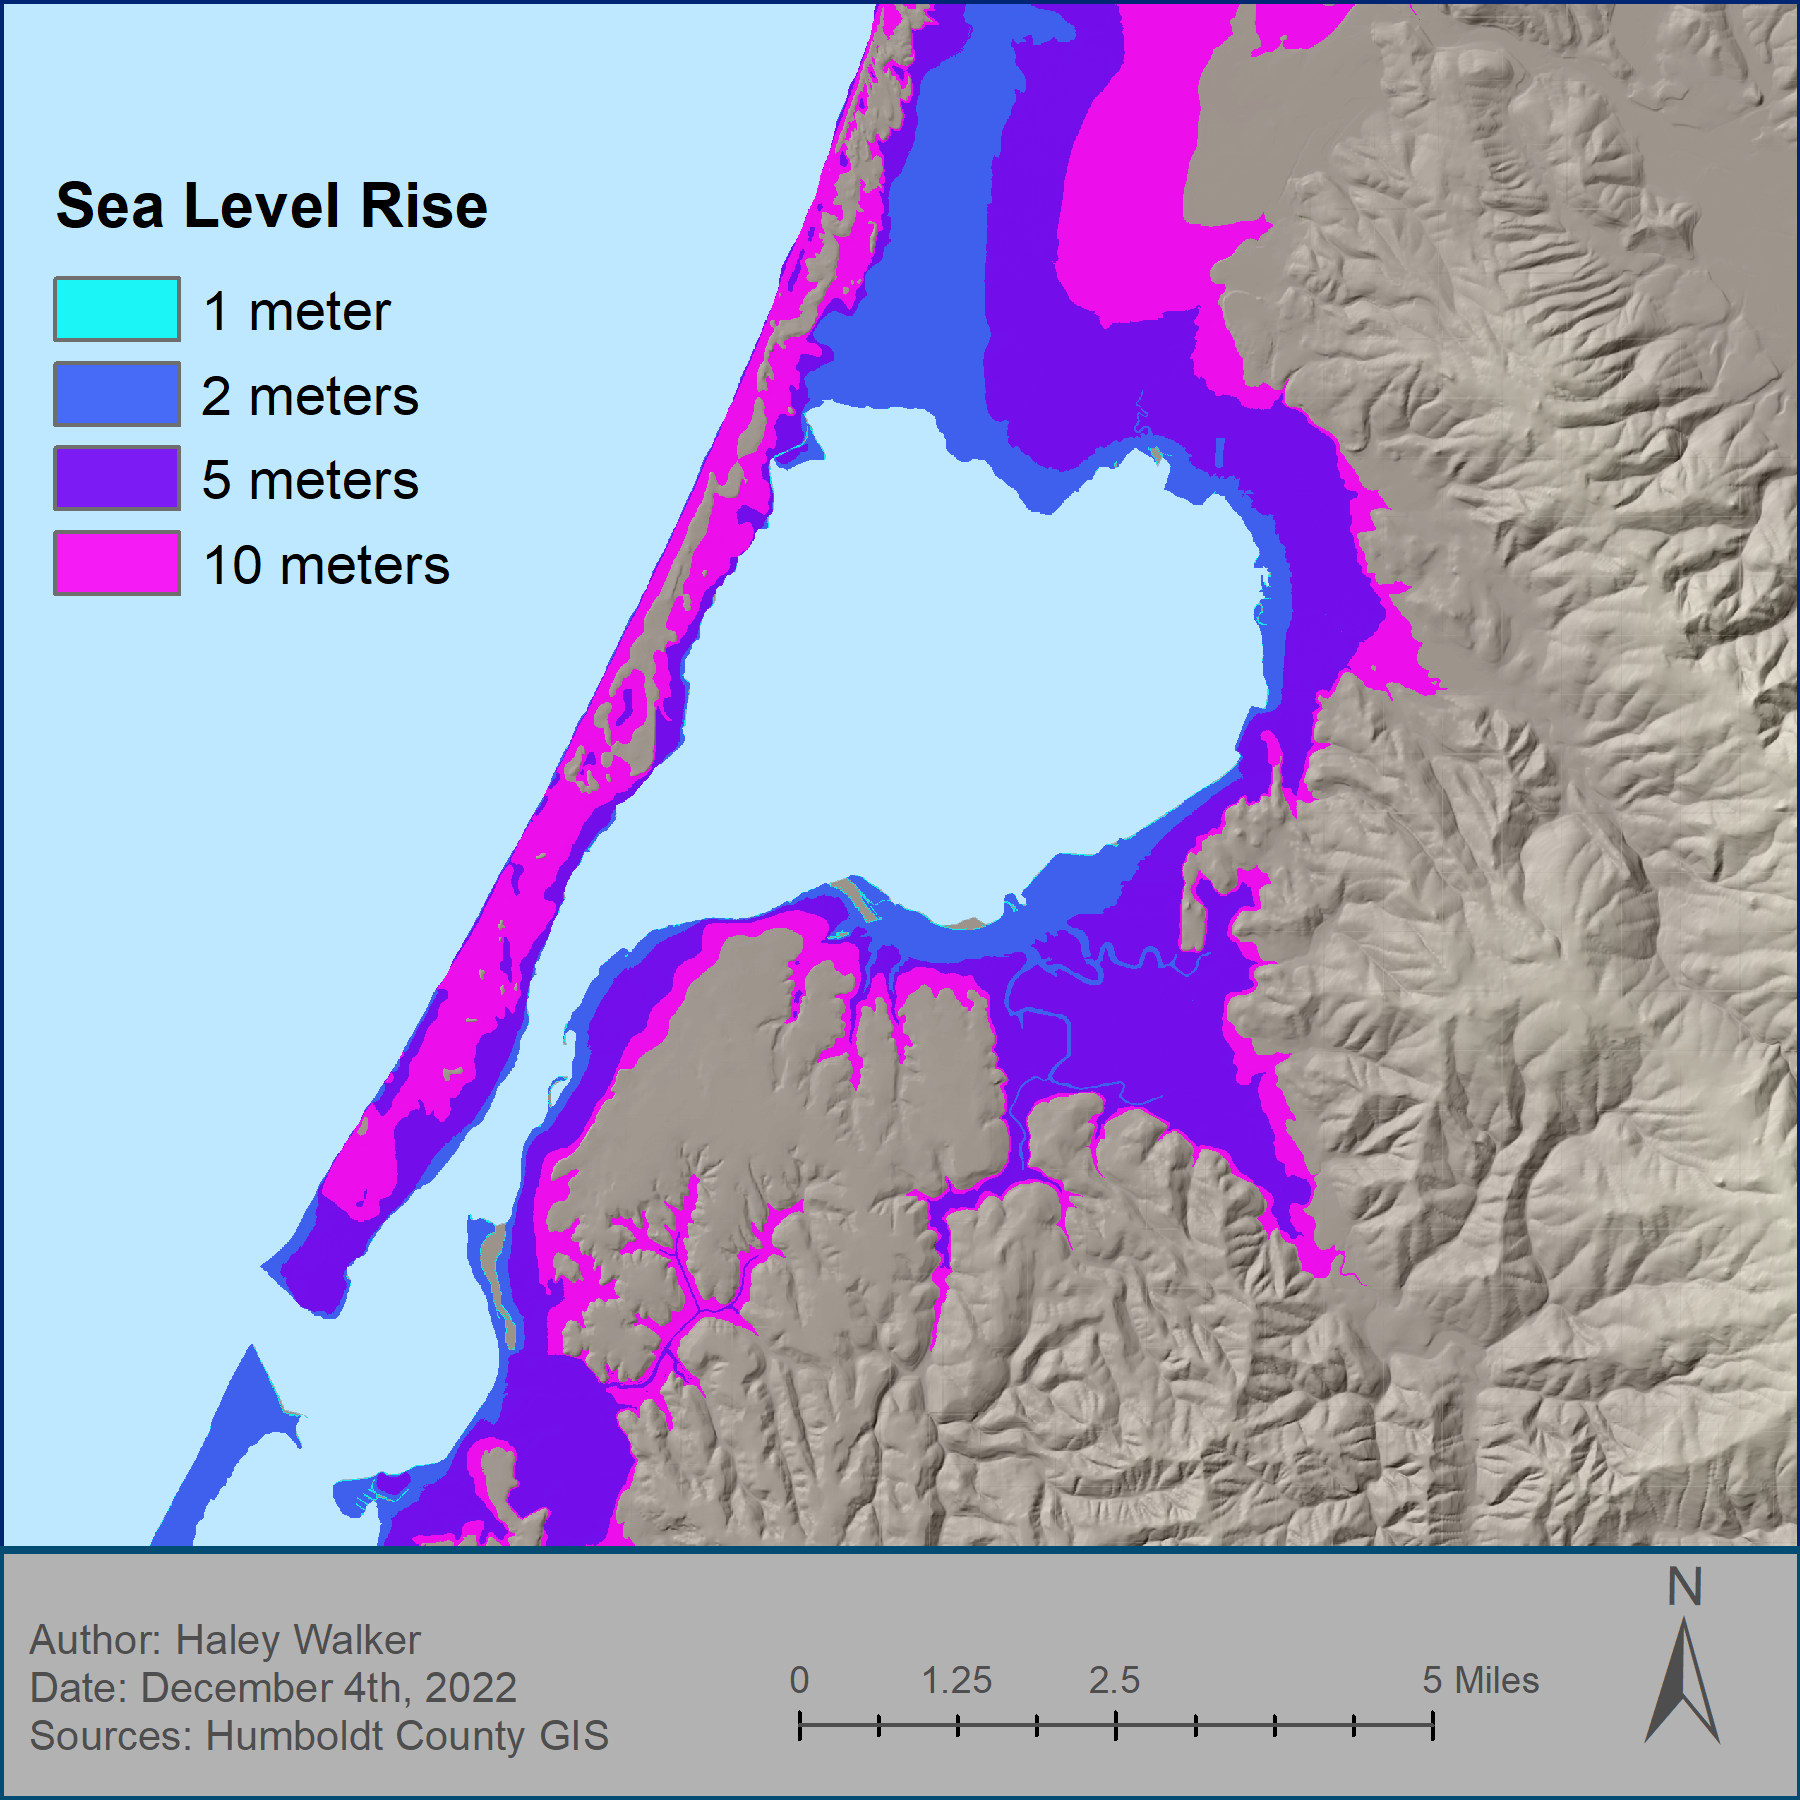 Sea Level Rise
1 meter
2 meters
5 meters
10 meters
Author: Haley Walker
Date: December 4th, 2022
Sources: Humboldt County GIS
0 1.25 2.5 5 Miles
N